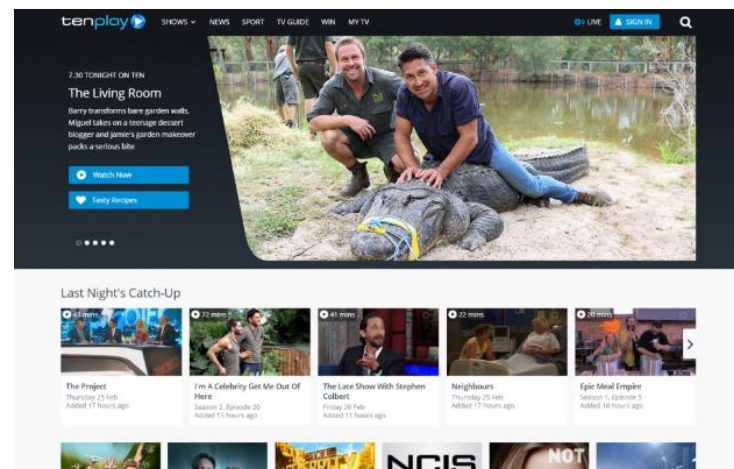 tenplay
SHOWS NEWS SPORT TV GUIDE WIN MY TV
LIVE SIGN IN
7.30 TONIGHT ON TEN
The Living Room
Barry transforms bare garden walls,
Miguel takes on a teenage dessert
blogger and Jamie's garden makeover
packs a serious bite
Watch Now
Tasty Recipes
Last Night's Catch-Up
43 mins
72 mins
41 mins
22 mins
20 mins
The Project
Thursday 25 Feb
Added 17 hours ago
I'm A Celebrity Get Me Out Of
Here
Season 2, Episode 20
Added 15 hours ago
The Late Show With Stephen
Colbert
Friday 26 Feb
Added 11 hours ago
Neighbours
Thursday 25 Feb
Added 17 hours ago
Epic Meal Empire
Season 1, Episode 5
Added 18 hours ago
NCIS
NOT